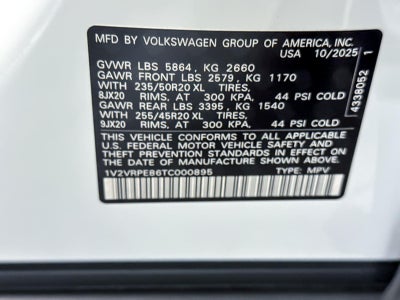 MFD BY VOLKSWAGEN GROUP OF AMERICA, INC.
USA 10/2025
GVWR LBS 5864, KG 2660
GAWR FRONT LBS 2579, KG 1170
WITH 235/50R20 XL TIRES,
8JX20 RIMS, AT 300 KPA, 44 PSI COLD
GAWR REAR LBS 3395, KG 1540
WITH 255/45R20 XL TIRES,
9JX20 RIMS, AT 300 KPA, 44 PSI COLD
THIS VEHICLE CONFORMS TO ALL APPLICABLE
U.S. FEDERAL MOTOR VEHICLE SAFETY AND
THEFT PREVENTION STANDARDS IN EFFECT ON
THE DATE OF MANUFACTURE SHOWN ABOVE.
1V2VRPE86TC000895 TYPE: MPV
4338052 1